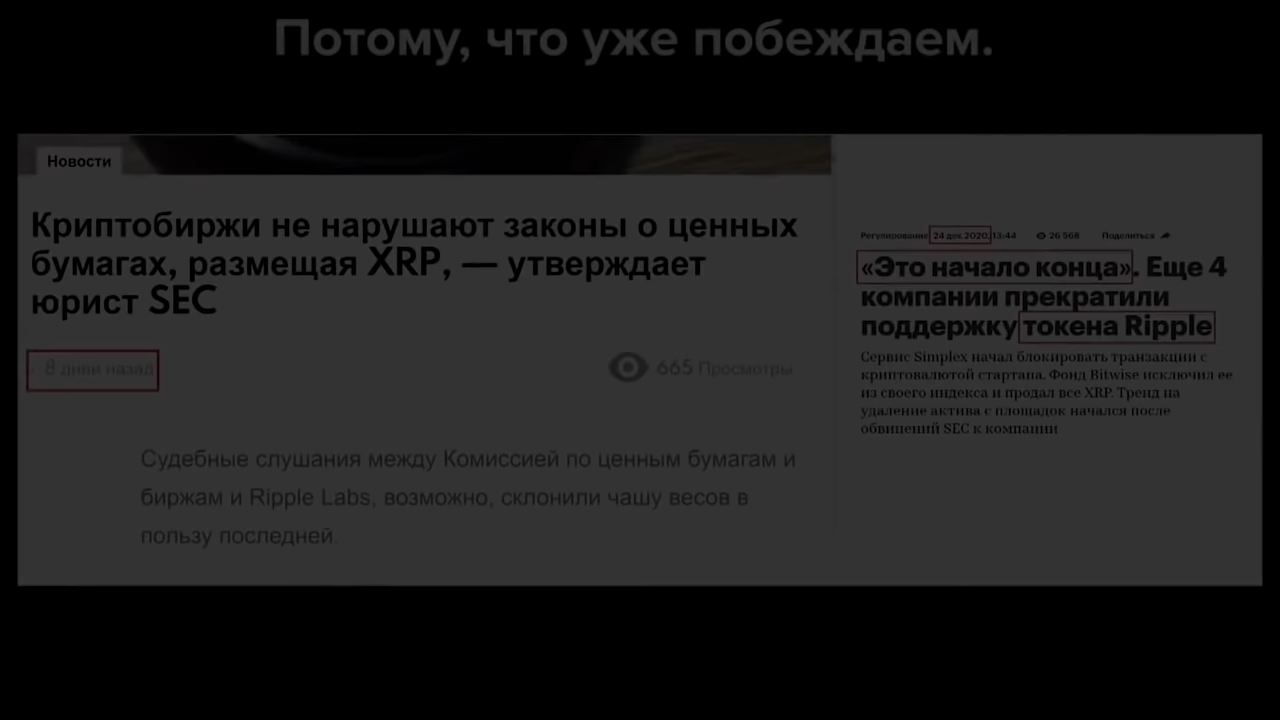 Потому, что уже побеждаем.
Новости
Криптобиржи не нарушают законы о ценных
бумагах, размещая XRP, — утверждает
юрист SEC
8 дней назад
665 Просмотры
Судебные слушания между Комиссией по ценным бумагам и
биржам и Ripple Labs, возможно, склонили чашу весов в
пользу последней.
Регулирование 24 дек 2020, 13:44 26 568 Поделиться
«Это начало конца». Еще 4
компании прекратили
поддержку токена Ripple
Сервис Simplex начал блокировать транзакции с
криптовалютой стартапа. Фонд Bitwise исключил ее
из своего индекса и продал все XRP. Тренд на
удаление актива с площадок начался после
обвинений SEC к компании